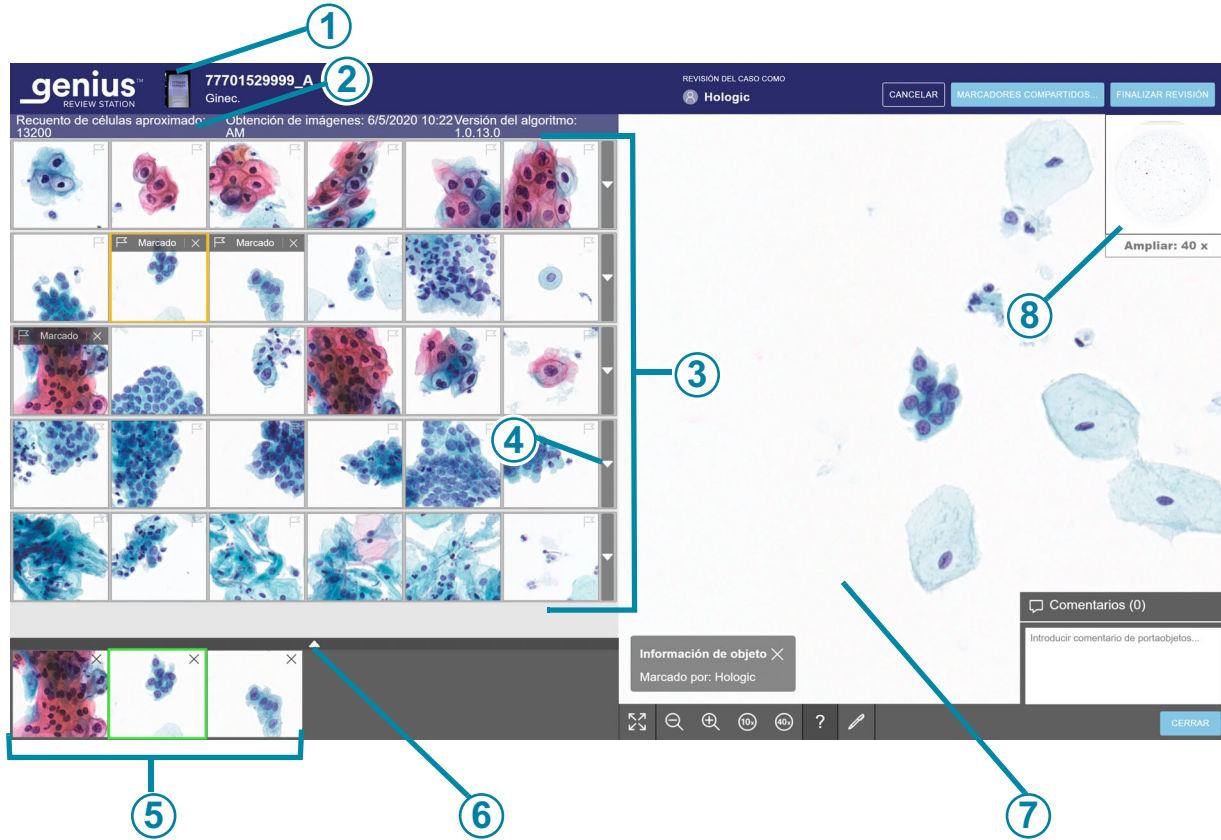 1
genius™
REVIEW STATION
77701529999_A
Ginec.
2
REVISIÓN DEL CASO COMO
Hologic
CANCELAR
MARCADORES COMPARTIDOS...
FINALIZAR REVISIÓN
Recuento de células aproximado:
13200
Obtención de imágenes: 6/5/2020 10:22
AM
Versión del algoritmo:
1.0.13.0
Marcado
Marcado
Ampliar: 40 x
8
Marcado
3
4
Comentarios (0)
Introducir comentario de portaobjetos...
Información de objeto
Marcado por: Hologic
10x
40x
?
CERRAR
5
6
7